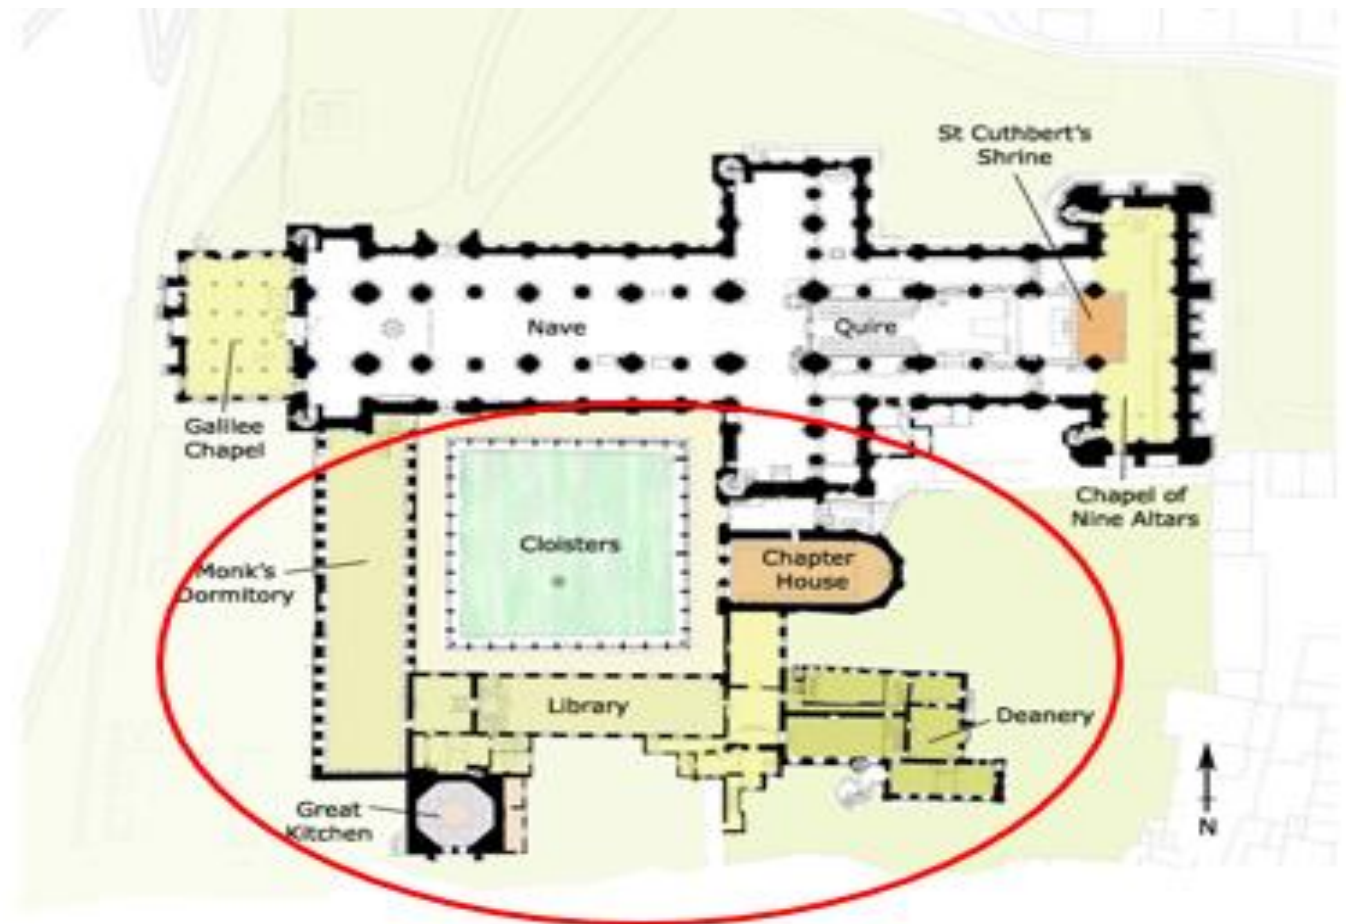 St Cuthbert's
Shrine
Nave
Quire
Galilee
Chapel
Chapel of
Nine Altars
Cloisters
Chapter
House
Monk's
Dormitory
Library
Deanery
Great
Kitchen
N